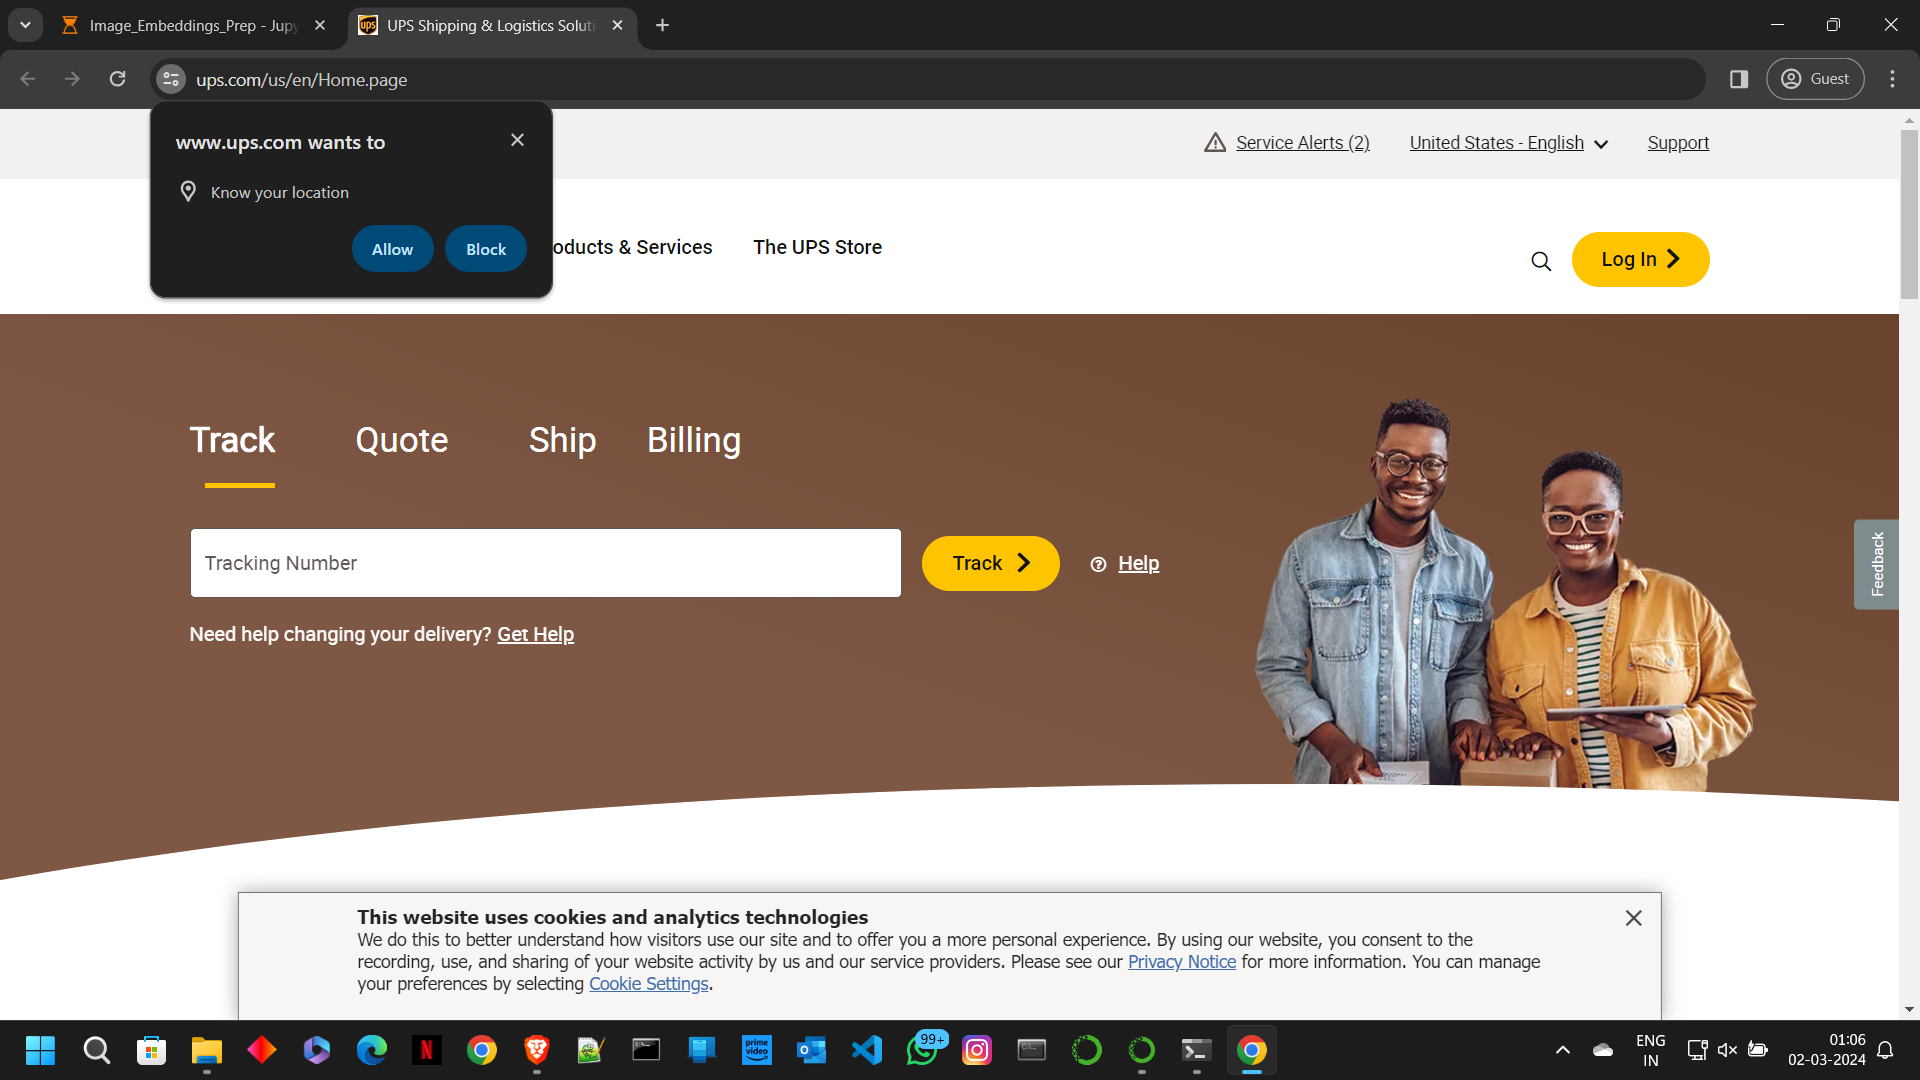 Image_Embeddings_Prep - Jupy
ups
UPS Shipping & Logistics Soluti
ups.com/us/en/Home.page
Guest
www.ups.com wants to
Know your location
Allow
Block
Service Alerts (2)
United States - English
Support
oducts & Services
The UPS Store
Log In
Track
Quote
Ship
Billing
Tracking Number
Track
Help
Need help changing your delivery? Get Help
Feedback
This website uses cookies and analytics technologies
We do this to better understand how visitors use our site and to offer you a more personal experience. By using our website, you consent to the
recording, use, and sharing of your website activity by us and our service providers. Please see our Privacy Notice for more information. You can manage
your preferences by selecting Cookie Settings.
N
prime
video
99+
ENG
IN
01:06
02-03-2024